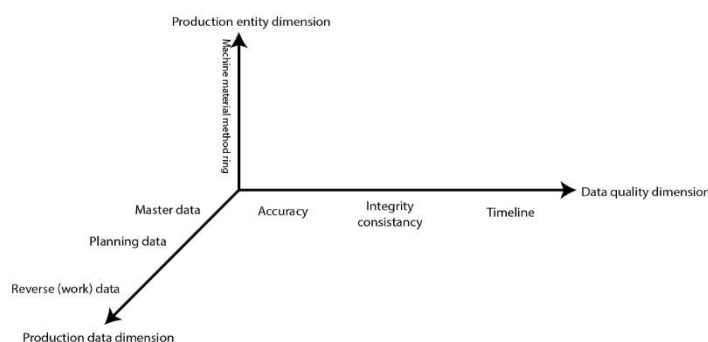 Production entity dimension
Machine material method ring
Data quality dimension
Master data
Accuracy
Integrity
consistancy
Timeline
Planning data
Reverse (work) data
Production data dimension